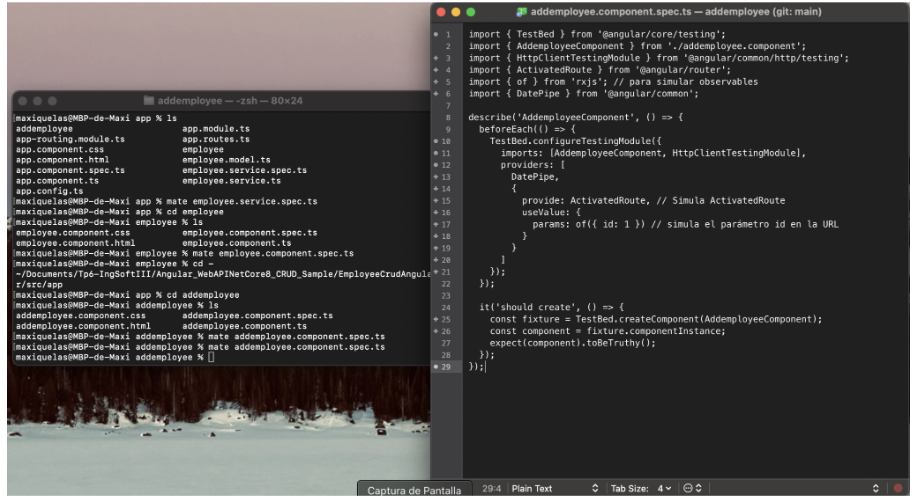 addemployee — -zsh — 80×24
[maxiquelas@MBP-de-Maxi app % ls
addemployee app.module.ts
app-routing.module.ts app.routes.ts
app.component.css employee
app.component.html employee.model.ts
app.component.spec.ts employee.service.spec.ts
app.component.ts employee.service.ts
app.config.ts
[maxiquelas@MBP-de-Maxi app % mate employee.service.spec.ts
[maxiquelas@MBP-de-Maxi app % cd employee
[maxiquelas@MBP-de-Maxi employee % ls
employee.component.css employee.component.spec.ts
employee.component.html employee.component.ts
[maxiquelas@MBP-de-Maxi employee % mate employee.component.spec.ts
[maxiquelas@MBP-de-Maxi employee % cd -
~/Documents/Tp6-IngSoftIII/Angular_WebAPINetCore8_CRUD_Sample/EmployeeCrudAngula
r/src/app
[maxiquelas@MBP-de-Maxi app % cd addemployee
[maxiquelas@MBP-de-Maxi addemployee % ls
addemployee.component.css addemployee.component.spec.ts
addemployee.component.html addemployee.component.ts
[maxiquelas@MBP-de-Maxi addemployee % mate addemployee.component.spec.ts
[maxiquelas@MBP-de-Maxi addemployee % mate addemployee.component.spec.ts
maxiquelas@MBP-de-Maxi addemployee %
addemployee.component.spec.ts — addemployee (git: main)
1 import { TestBed } from '@angular/core/testing';
2 import { AddemployeeComponent } from './addemployee.component';
3 import { HttpClientTestingModule } from '@angular/common/http/testing';
4 import { ActivatedRoute } from '@angular/router';
5 import { of } from 'rxjs'; // para simular observables
6 import { DatePipe } from '@angular/common';
7
8 describe('AddemployeeComponent', () => {
9 beforeEach(() => {
10 TestBed.configureTestingModule({
11 imports: [AddemployeeComponent, HttpClientTestingModule],
12 providers: [
13 DatePipe,
14 {
15 provide: ActivatedRoute, // Simula ActivatedRoute
16 useValue: {
17 params: of({ id: 1 }) // simula el parámetro id en la URL
18 }
19 }
20 ]
21 });
22 });
23
24 it('should create', () => {
25 const fixture = TestBed.createComponent(AddemployeeComponent);
26 const component = fixture.componentInstance;
27 expect(component).toBeTruthy();
28 });
29 });
Captura de Pantalla
29:4 Plain Text Tab Size: 4